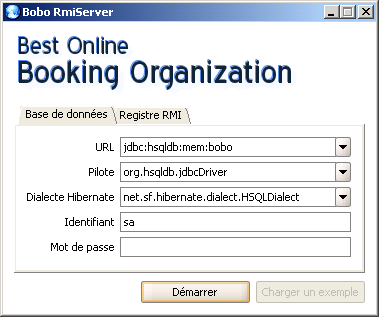 Bobo RmiServer
Best Online
Booking Organization
Base de données Registre RMI
URL jdbc:hsqldb:mem:bobo
Pilote org.hsqldb.jdbcDriver
Dialecte Hibernate net.sf.hibernate.dialect.HSQLDialect
Identifiant sa
Mot de passe
Démarrer Charger un exemple